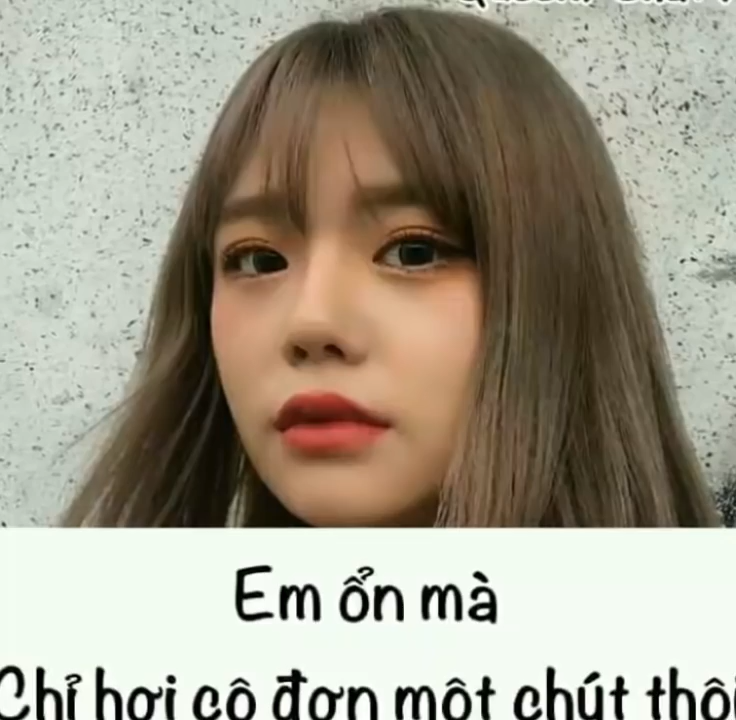 Em ổn mà
Chỉ hơi cô đơn một chút thôi